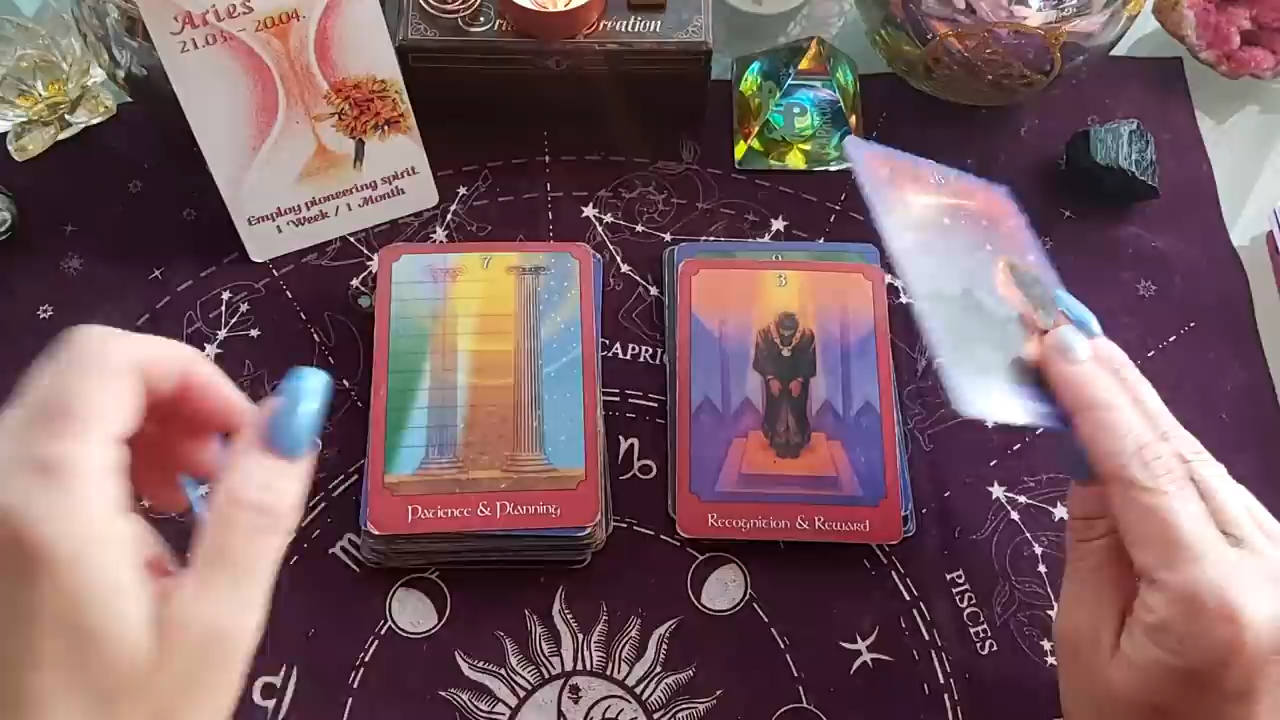 Aries
21.03. - 20.04.
Employ pioneering spirit
1 Week / 1 Month
Création
7
Patience & Planning
3
Recognition & Reward
PISCES